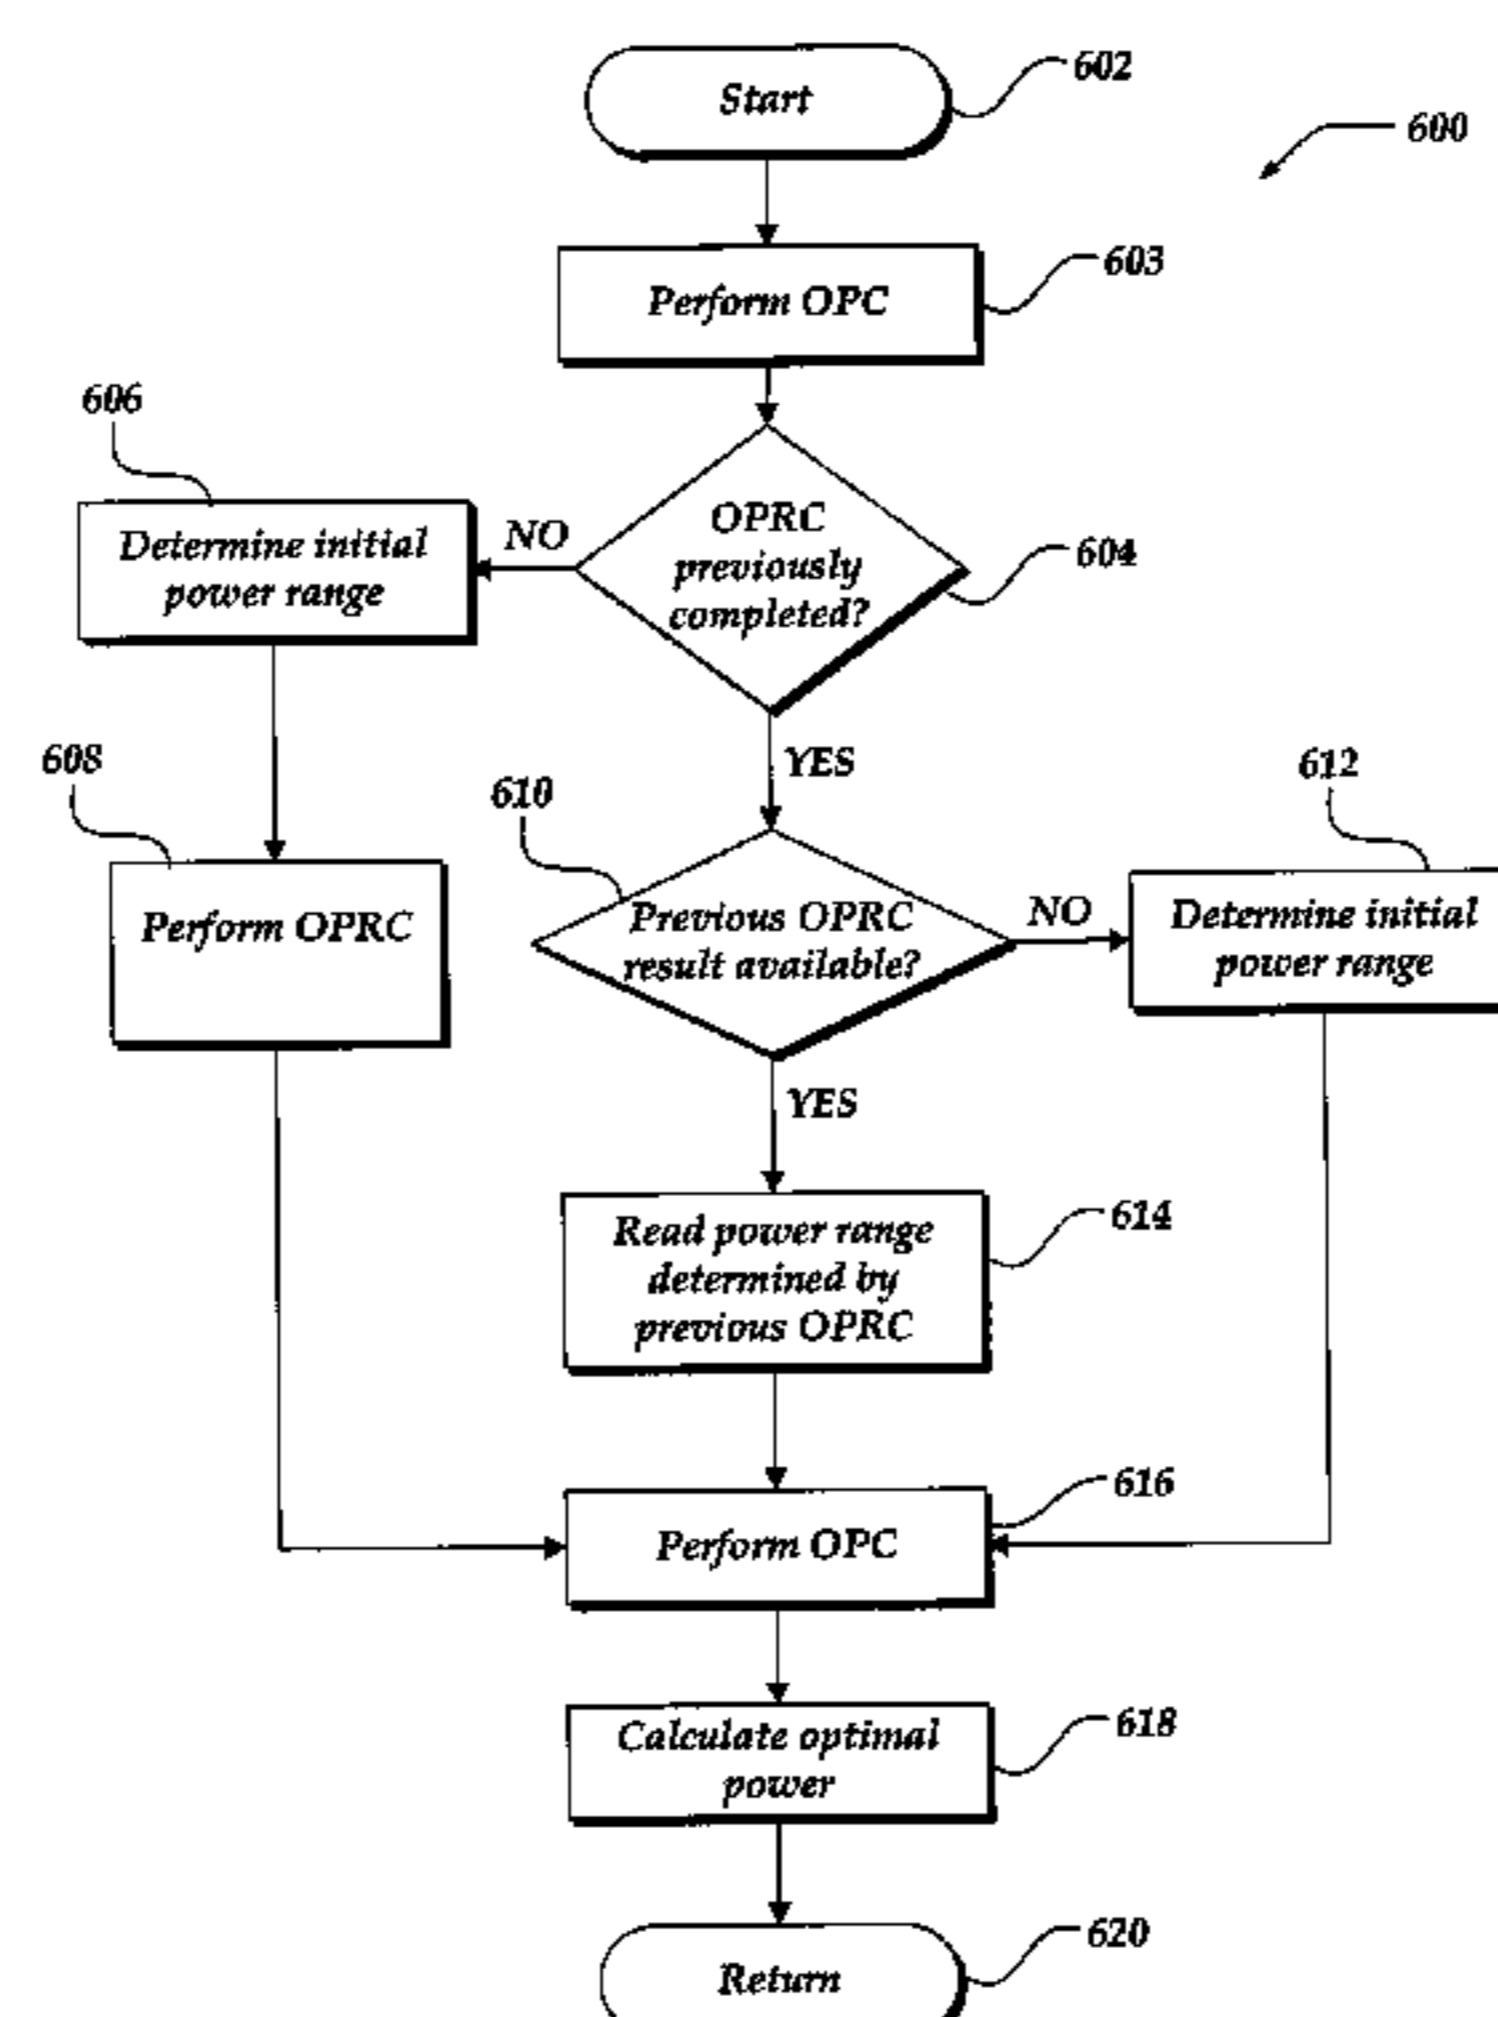 602
Start
600
603
Perform OPC
606
OPRC
previously
completed?
604
NO
Determine initial
power range
YES
608
610
612
Perform OPRC
Previous OPRC
result available?
NO
Determine initial
power range
YES
614
Read power range
determined by
previous OPRC
616
Perform OPC
618
Calculate optimal
power
620
Return